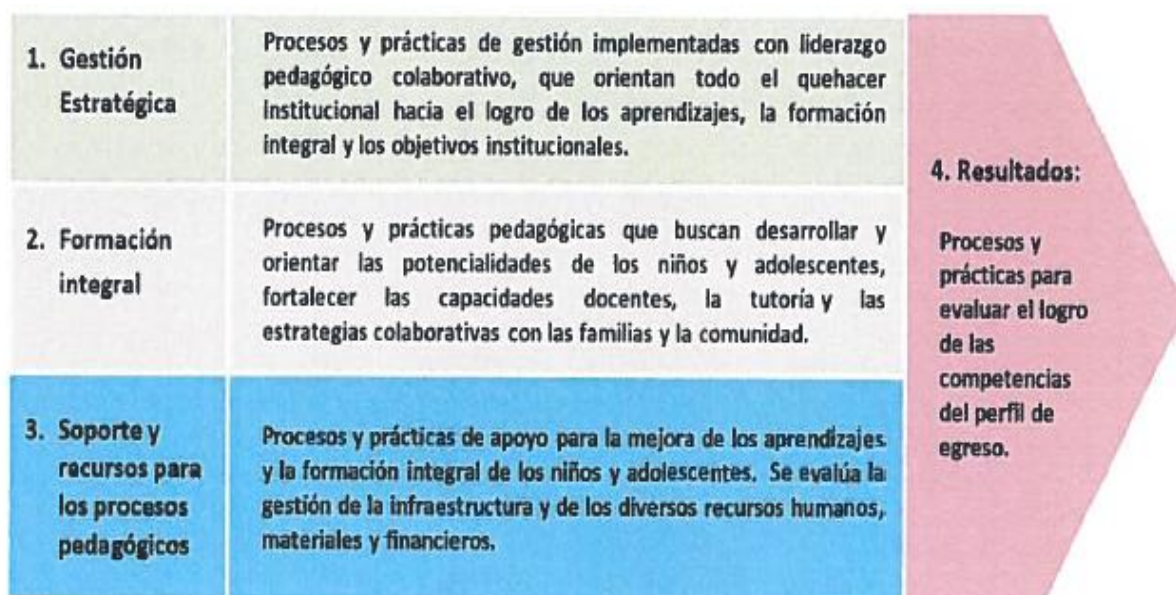 1. Gestión
Estratégica
Procesos y prácticas de gestión implementadas con liderazgo
pedagógico colaborativo, que orientan todo el quehacer
institucional hacia el logro de los aprendizajes, la formación
integral y los objetivos institucionales.
2. Formación
integral
Procesos y prácticas pedagógicas que buscan desarrollar y
orientar las potencialidades de los niños y adolescentes,
fortalecer las capacidades docentes, la tutoría y las
estrategias colaborativas con las familias y la comunidad.
3. Soporte y
recursos para
los procesos
pedagógicos
Procesos y prácticas de apoyo para la mejora de los aprendizajes
y la formación integral de los niños y adolescentes. Se evalúa la
gestión de la infraestructura y de los diversos recursos humanos,
materiales y financieros.
4. Resultados:
Procesos y
prácticas para
evaluar el logro
de las
competencias
del perfil de
egreso.